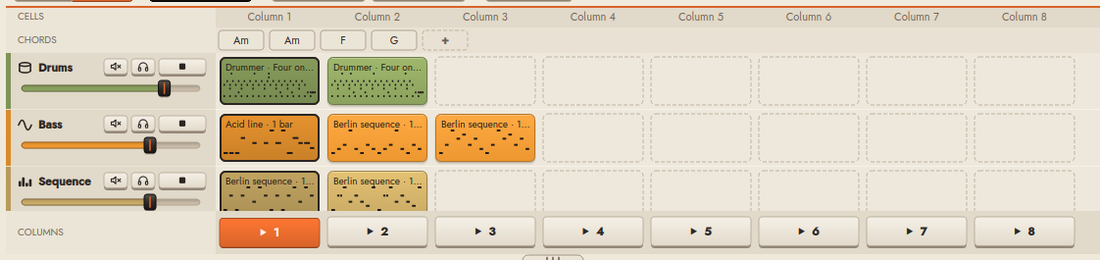 CELLS
Column 1 Column 2 Column 3 Column 4 Column 5 Column 6 Column 7 Column 8
CHORDS
Am Am F G +
Drums
Drummer · Four on... Drummer · Four on...
Bass
Acid line · 1 bar Berlin sequence · 1... Berlin sequence · 1...
Sequence
Berlin sequence · 1... Berlin sequence · 1...
COLUMNS
1 2 3 4 5 6 7 8